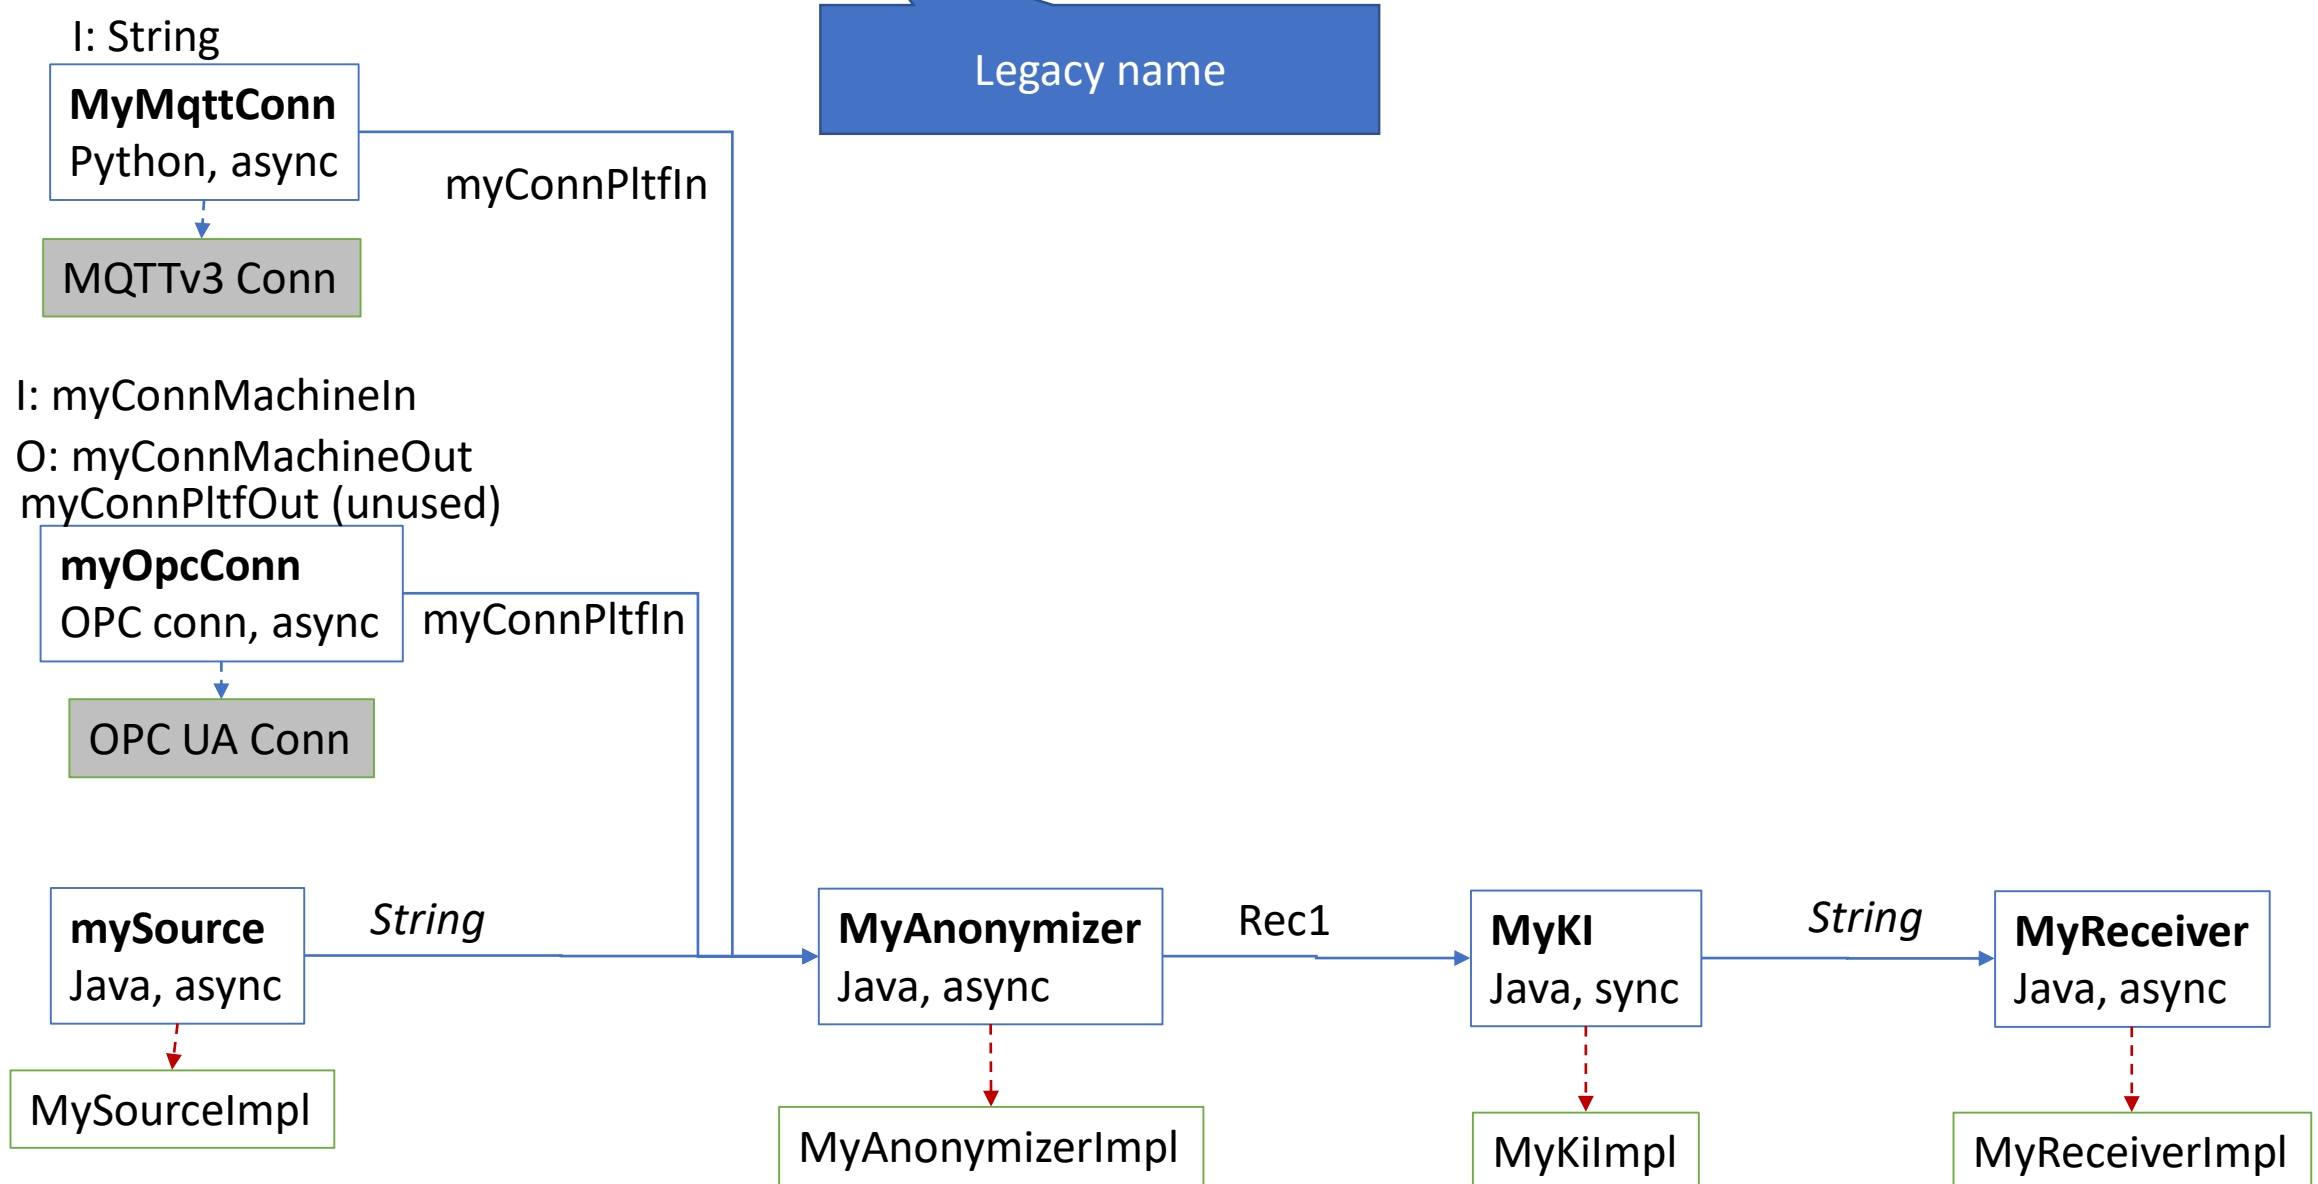 I: String
MyMqttConn
Python, async
Legacy name
myConnPltfIn
MQTTv3 Conn
I: myConnMachineIn
O: myConnMachineOut
myConnPltfOut (unused)
myOpcConn
OPC conn, async
myConnPltfIn
OPC UA Conn
mySource
Java, async
String
MyAnonymizer
Java, async
Rec1
MyKI
Java, sync
String
MyReceiver
Java, async
MySourceImpl
MyAnonymizerImpl
MyKiImpl
MyReceiverImpl